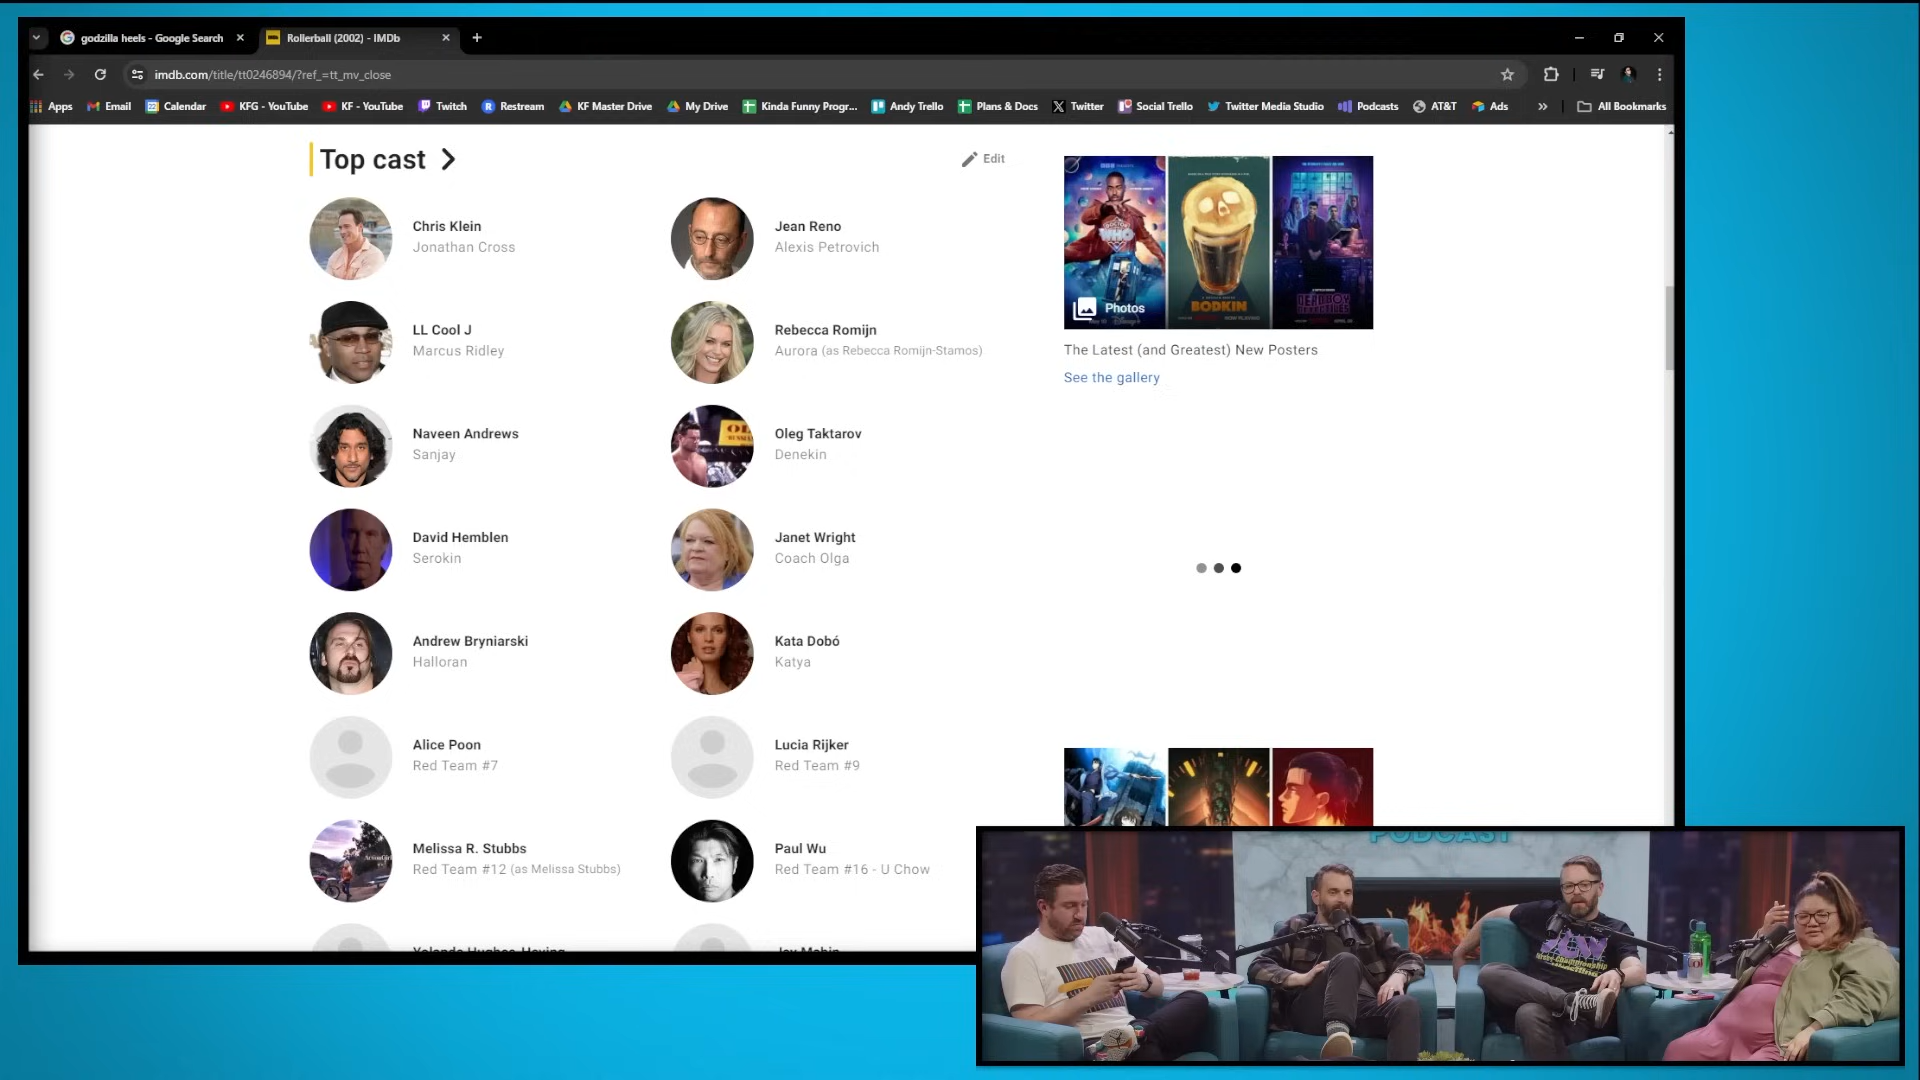 godzilla heels - Google Search
Rollerball (2002) - IMDb
imdb.com/title/tt0246894/?ref_=tt_mv_close
Apps
Email
Calendar
KFG - YouTube
KF - YouTube
Twitch
Restream
KF Master Drive
My Drive
Kinda Funny Progr...
Andy Trello
Plans & Docs
Twitter
Social Trello
Twitter Media Studio
Podcasts
AT&T
Ads
All Bookmarks
Top cast
Edit
Chris Klein
Jonathan Cross
Jean Reno
Alexis Petrovich
LL Cool J
Marcus Ridley
Rebecca Romijn
Aurora (as Rebecca Romijn-Stamos)
Naveen Andrews
Sanjay
Oleg Taktarov
Denekin
David Hemblen
Serokin
Janet Wright
Coach Olga
Andrew Bryniarski
Halloran
Kata Dobó
Katya
Alice Poon
Red Team #7
Lucia Rijker
Red Team #9
Melissa R. Stubbs
Red Team #12 (as Melissa Stubbs)
Paul Wu
Red Team #16 - U Chow
WHO
BODKIN
DEADBOY
DETECTIVES
Photos
The Latest (and Greatest) New Posters
See the gallery
PODCAST